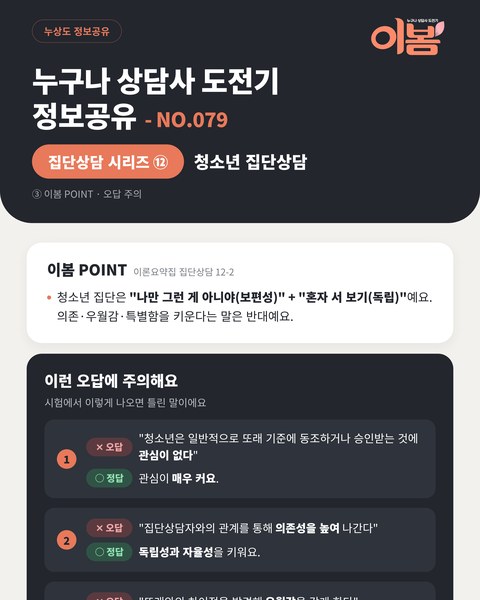 누상도 정보공유
누구나 상담사 도전기
이봄
누구나 상담사 도전기
정보공유 - NO.079
집단상담 시리즈 ⑫ 청소년 집단상담
③ 이봄 POINT · 오답 주의
이봄 POINT 이론요약집 집단상담 12-2
• 청소년 집단은 "나만 그런 게 아니야(보편성)" + "혼자 서 보기(독립)"예요.
의존·우월감·특별함을 키운다는 말은 반대예요.
이런 오답에 주의해요
시험에서 이렇게 나오면 틀린 말이에요
1
✕ 오답 "청소년은 일반적으로 또래 기준에 동조하거나 승인받는 것에
관심이 없다"
○ 정답 관심이 매우 커요.
2
✕ 오답 "집단상담자와의 관계를 통해 의존성을 높여 나간다"
○ 정답 독립성과 자율성을 키워요.